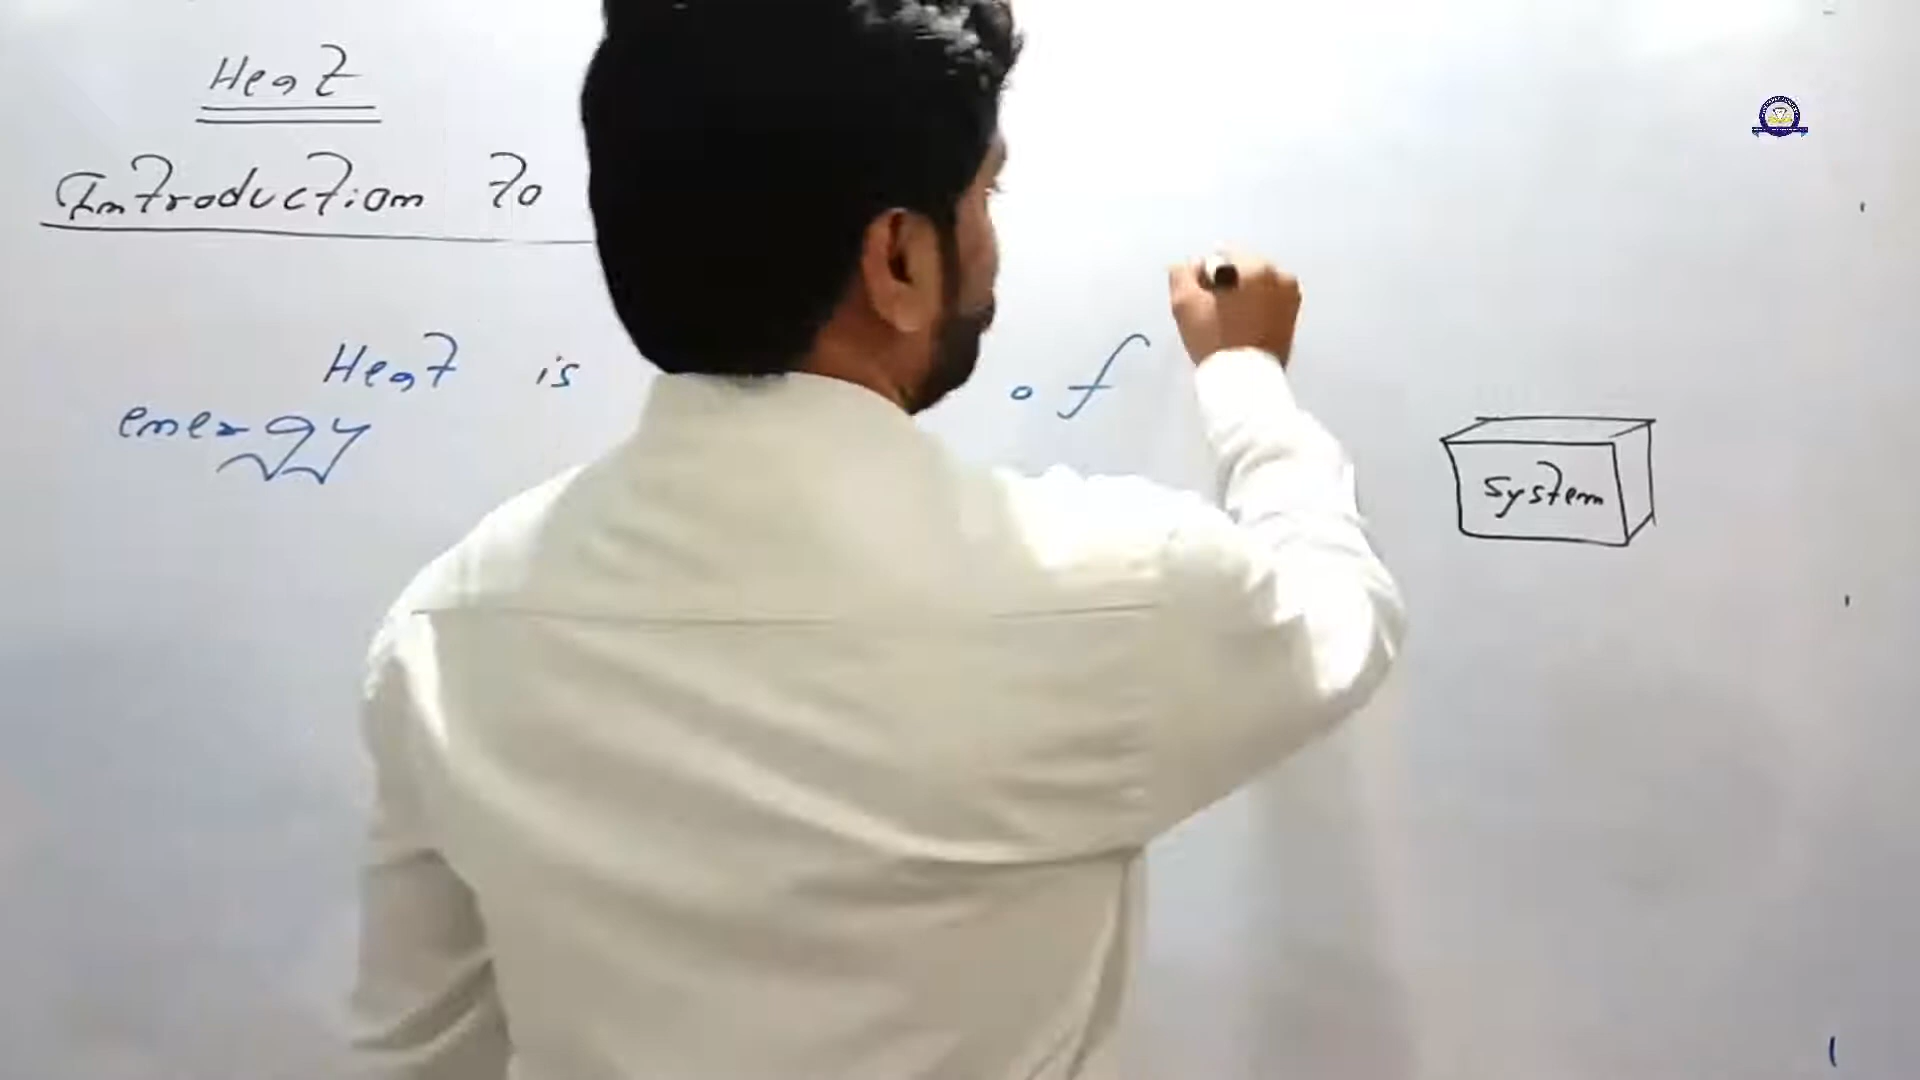 Heat
Introduction to
Heat is of
energy
System